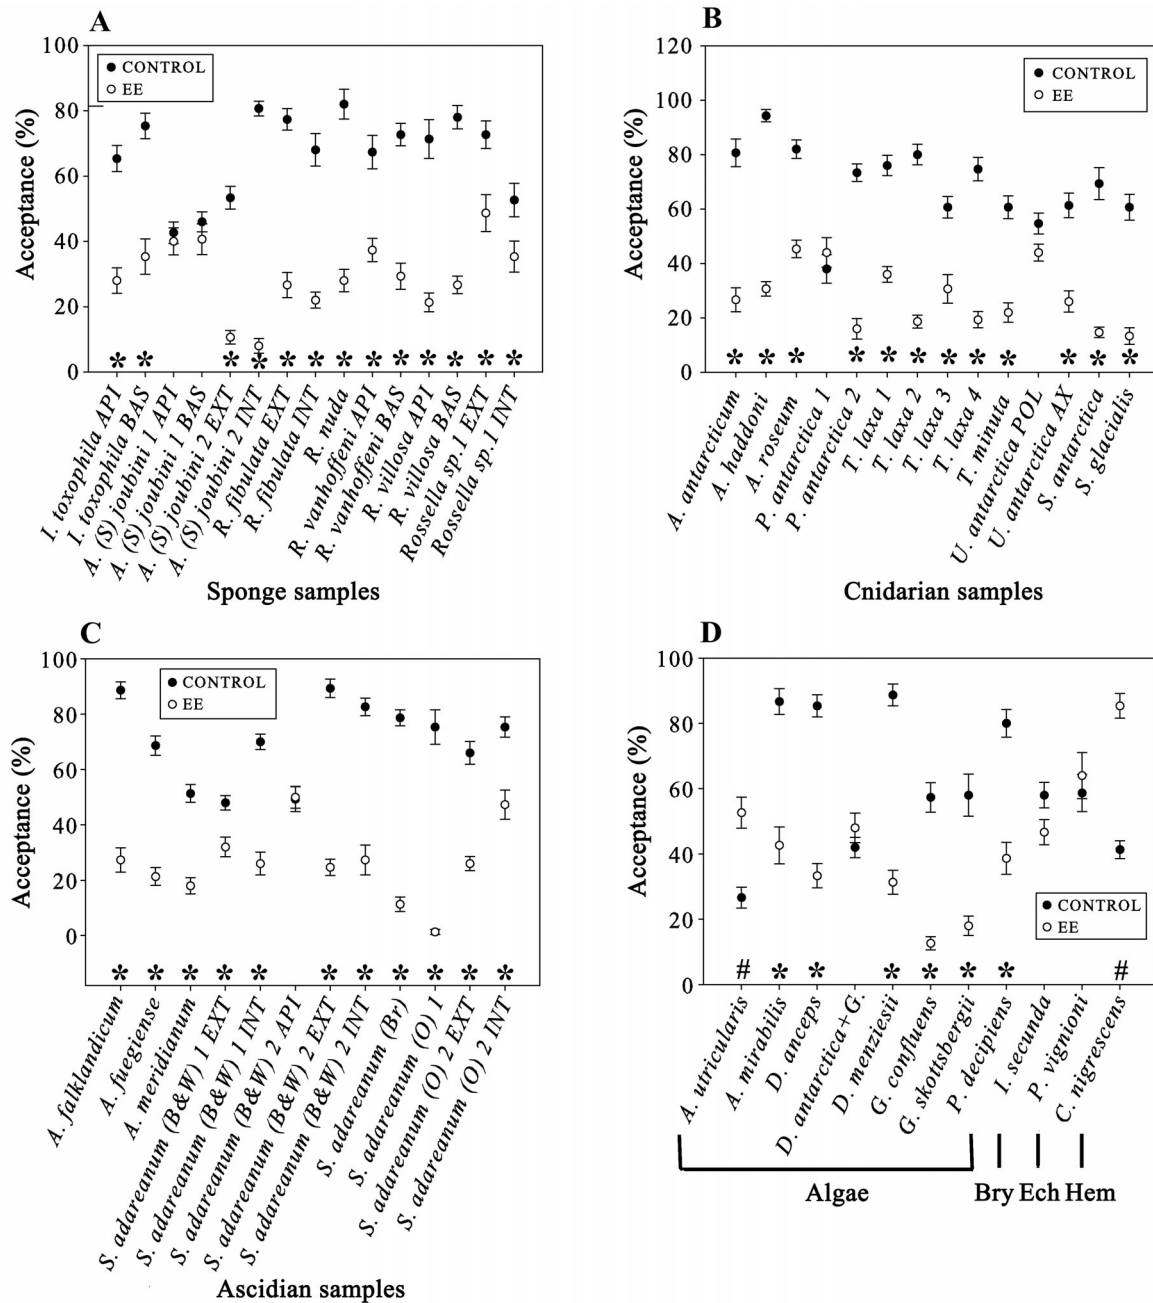 A
100
80
60
40
20
0
Acceptance (%)
CONTROL
EE
* * * * * * * * * * * * *
I. toxophila API
I. toxophila BAS
A. (S) joubini 1 API
A. (S) joubini 1 BAS
A. (S) joubini 2 EXT
A. (S) joubini 2 INT
R. fibulata EXT
R. fibulata INT
R. nuda
R. vanhoffeni API
R. vanhoffeni BAS
R. villosa API
R. villosa BAS
Rossella sp.1 EXT
Rossella sp.1 INT
Sponge samples
B
120
100
80
60
40
20
0
Acceptance (%)
CONTROL
EE
* * * * * * * * * * * *
A. antarcticum
A. haddoni
A. roseum
P. antarctica 1
P. antarctica 2
T. laxa 1
T. laxa 2
T. laxa 3
T. laxa 4
T. minuta
U. antarctica POL
U. antarctica AX
S. antarctica
S. glacialis
Cnidarian samples
C
100
80
60
40
20
0
Acceptance (%)
CONTROL
EE
* * * * * * * * * * *
A. falklandicum
A. fuegiense
A. meridianum
S. adareanum (B&W) 1 EXT
S. adareanum (B&W) 1 INT
S. adareanum (B&W) 2 API
S. adareanum (B&W) 2 EXT
S. adareanum (B&W) 2 INT
S. adareanum (Br)
S. adareanum (O) 1
S. adareanum (O) 2 EXT
S. adareanum (O) 2 INT
Ascidian samples
D
100
80
60
40
20
0
Acceptance (%)
CONTROL
EE
# * * * * * * #
A. utricularis
A. mirabilis
D. anceps
D. antarctica+G.
D. menziesii
G. confluens
G. skottsbergii
P. decipiens
I. secunda
P. vignioni
C. nigrescens
Algae
Bry Ech Hem